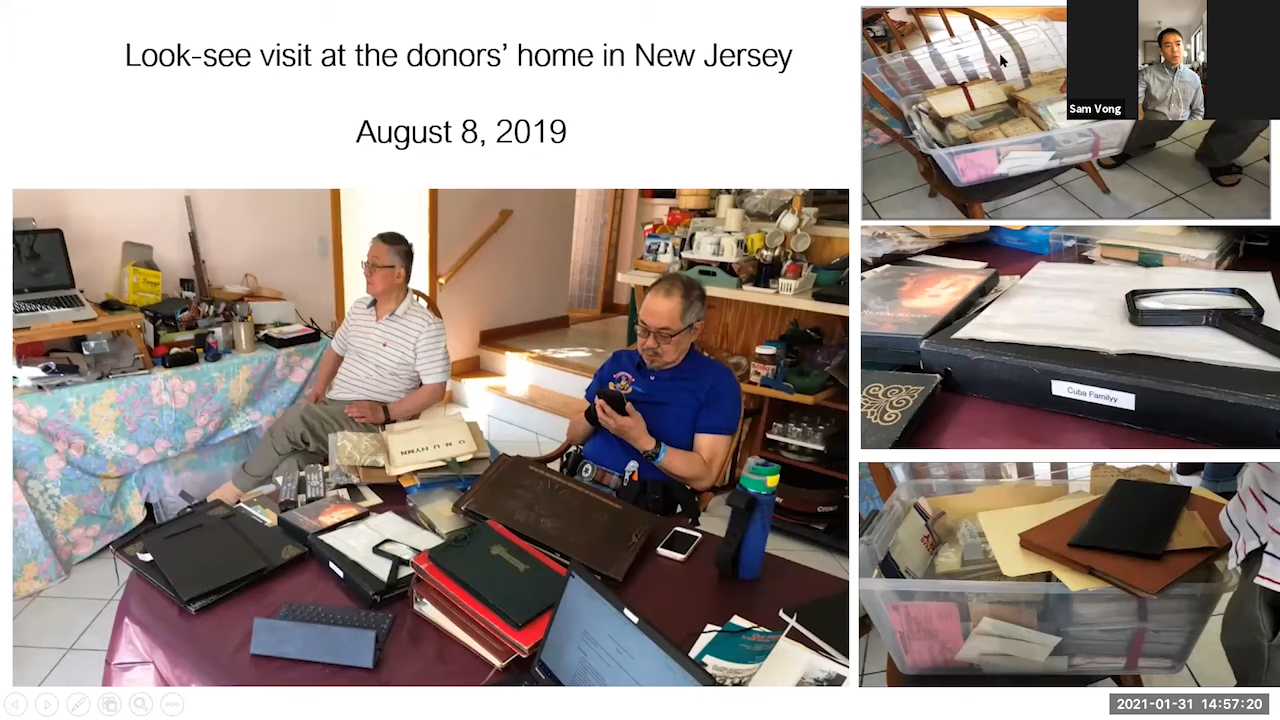 Look-see visit at the donors’ home in New Jersey
August 8, 2019
Sam Vong
Cuba Familyy
O N U HYMN
2021-01-31 14:57:20